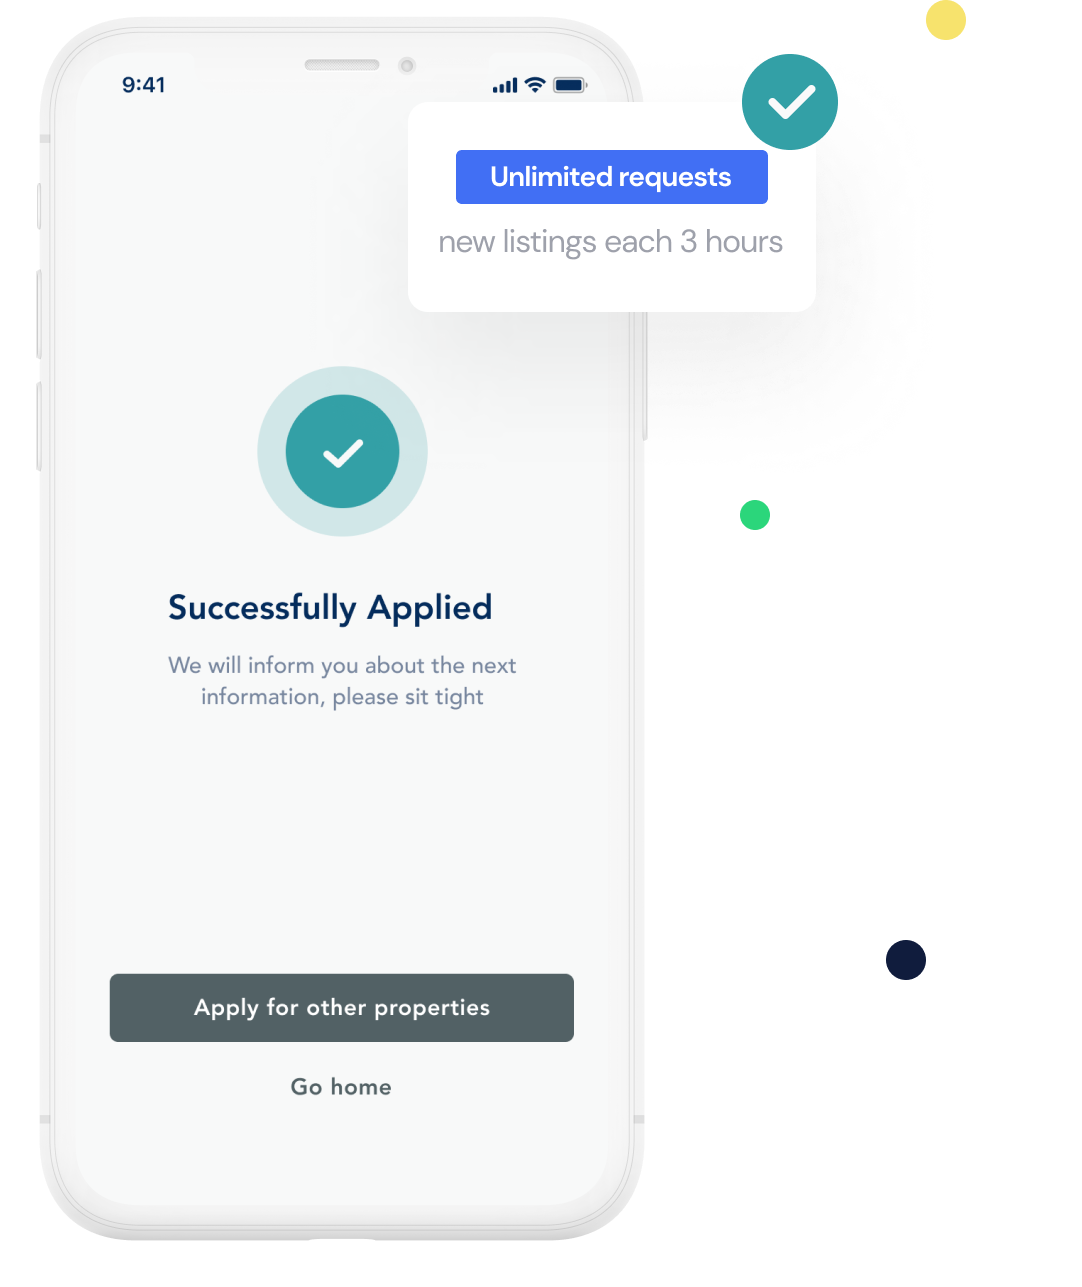 9:41
Unlimited requests
new listings each 3 hours
Successfully Applied
We will inform you about the next
information, please sit tight
Apply for other properties
Go home